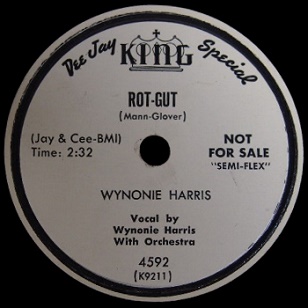 DEE JAY KING Special
ROT-GUT
(Mann-Glover)
(Jay & Cee-BMI)
Time: 2:32
NOT
FOR SALE
"SEMI-FLEX"
WYNONIE HARRIS
Vocal by
Wynonie Harris
With Orchestra
4592
(K9211)